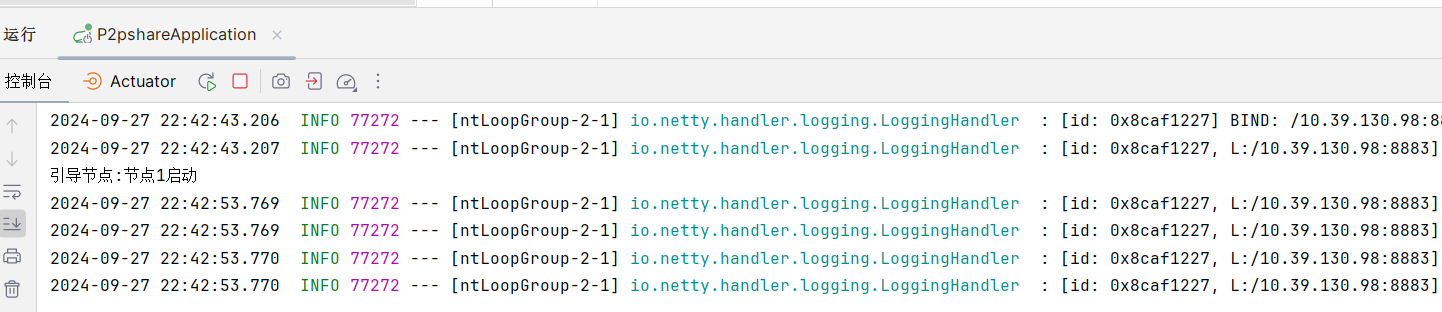 运行 P2pshareApplication ×
控制台 Actuator
2024-09-27 22:42:43.206 INFO 77272 --- [ntLoopGroup-2-1] io.netty.handler.logging.LoggingHandler : [id: 0x8caf1227] BIND: /10.39.130.98:88
2024-09-27 22:42:43.207 INFO 77272 --- [ntLoopGroup-2-1] io.netty.handler.logging.LoggingHandler : [id: 0x8caf1227, L:/10.39.130.98:8883]
引导节点:节点1启动
2024-09-27 22:42:53.769 INFO 77272 --- [ntLoopGroup-2-1] io.netty.handler.logging.LoggingHandler : [id: 0x8caf1227, L:/10.39.130.98:8883]
2024-09-27 22:42:53.769 INFO 77272 --- [ntLoopGroup-2-1] io.netty.handler.logging.LoggingHandler : [id: 0x8caf1227, L:/10.39.130.98:8883]
2024-09-27 22:42:53.770 INFO 77272 --- [ntLoopGroup-2-1] io.netty.handler.logging.LoggingHandler : [id: 0x8caf1227, L:/10.39.130.98:8883]
2024-09-27 22:42:53.770 INFO 77272 --- [ntLoopGroup-2-1] io.netty.handler.logging.LoggingHandler : [id: 0x8caf1227, L:/10.39.130.98:8883]